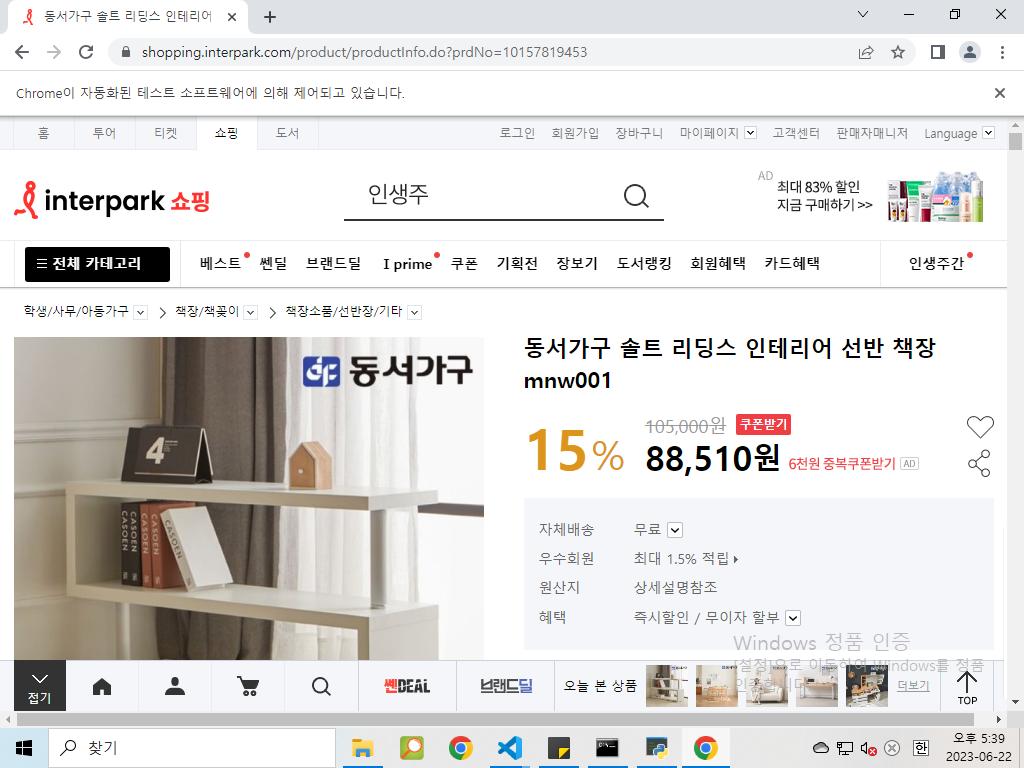 동서가구 솔트 리딩스 인테리어
shopping.interpark.com/product/productInfo.do?prdNo=10157819453
Chrome이 자동화된 테스트 소프트웨어에 의해 제어되고 있습니다.
홈 투어 티켓 쇼핑 도서 로그인 회원가입 장바구니 마이페이지 고객센터 판매자매니저 Language
interpark 쇼핑
인생주
AD
최대 83% 할인
지금 구매하기 >>
전체 카테고리 베스트 쎈딜 브랜드딜 I prime 쿠폰 기획전 장보기 도서랭킹 회원혜택 카드혜택 인생주간
학생/사무/아동가구 책장/책꽂이 책장소품/선반장/기타
동서가구
4
CASOEN CASOEN CASOEN CASOEN
동서가구 솔트 리딩스 인테리어 선반 책장
mnw001
15%
105,000원 쿠폰받기
88,510원 6천원 중복쿠폰받기 AD
자체배송 무료
우수회원 최대 1.5% 적립
원산지 상세설명참조
혜택 즉시할인 / 무이자 할부
Windows 정품 인증
[설정]으로 이동하여 Windows를 정품
인증합니다.
접기
쎈DEAL
브랜드딜
오늘 본 상품
더보기
TOP
찾기
한
오후 5:39
2023-06-22